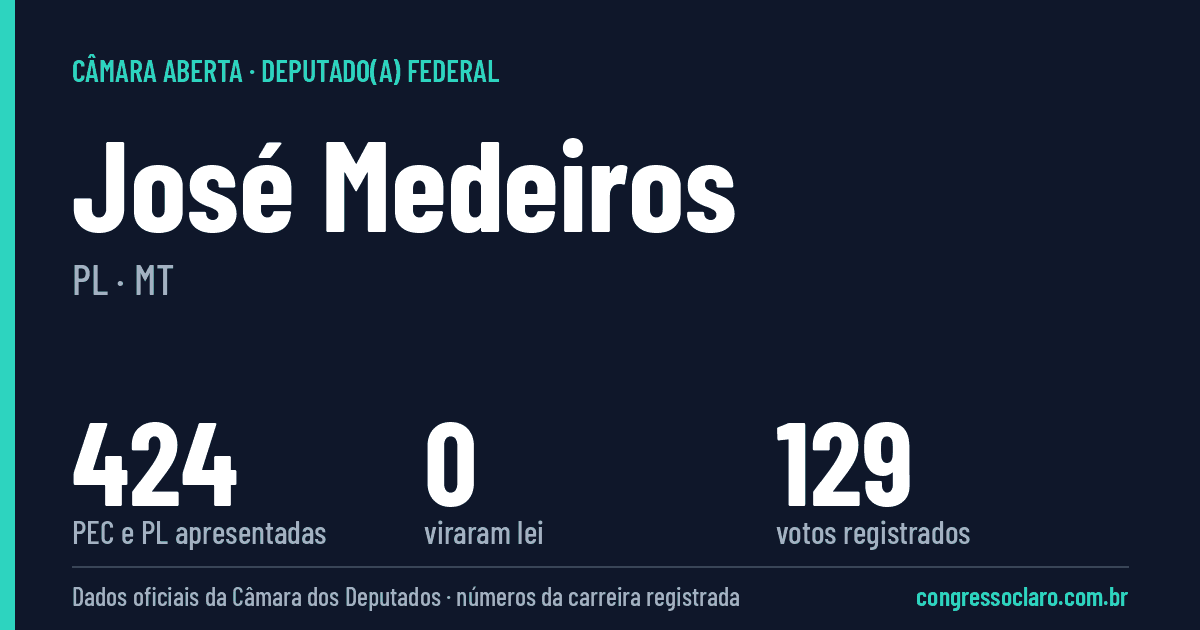 CÂMARA ABERTA · DEPUTADO(A) FEDERAL
José Medeiros
PL · MT
424 0 129
PEC e PL apresentadas viraram lei votos registrados
Dados oficiais da Câmara dos Deputados · números da carreira registrada congressoclaro.com.br